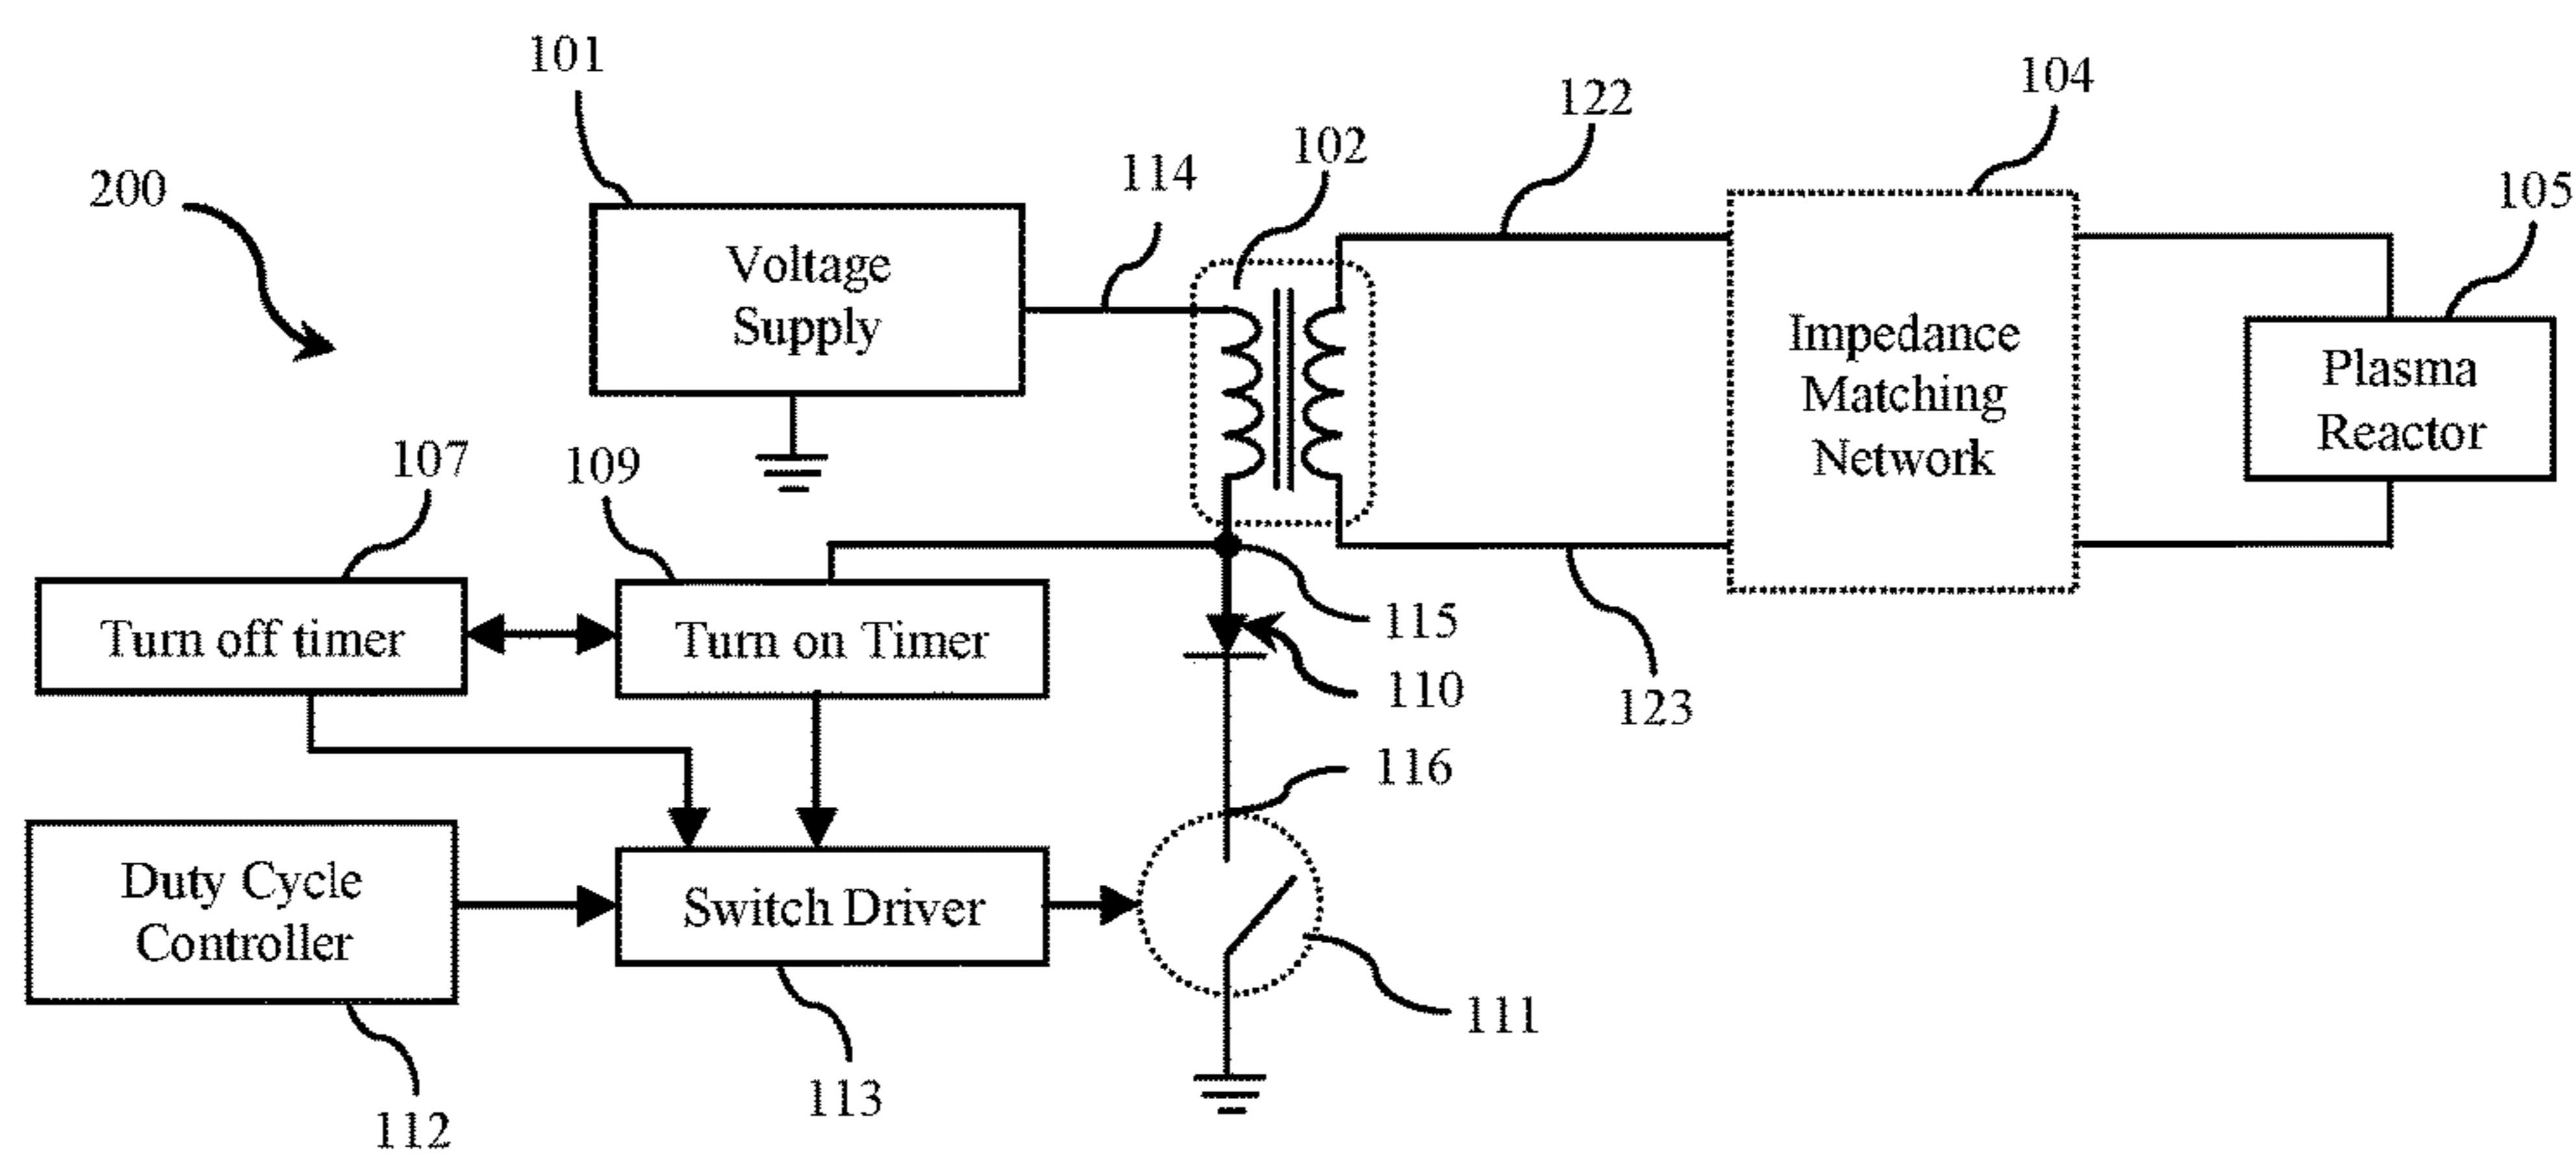 101
104
122
102
114
105
200
Voltage
Supply
Impedance
Matching
Network
Plasma
Reactor
107
109
115
Turn off timer
Turn on Timer
110
123
116
Duty Cycle
Controller
Switch Driver
111
113
112